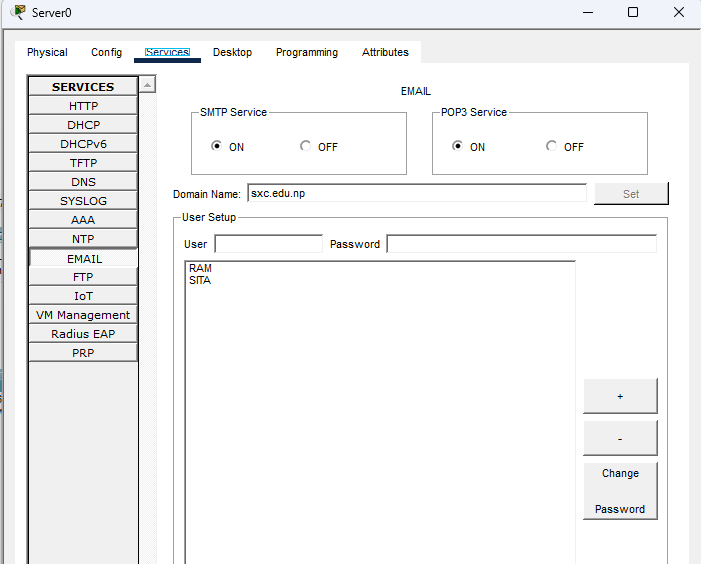 Server0
Physical Config Services Desktop Programming Attributes
SERVICES
HTTP
DHCP
DHCPv6
TFTP
DNS
SYSLOG
AAA
NTP
EMAIL
FTP
IoT
VM Management
Radius EAP
PRP
EMAIL
SMTP Service
ON OFF
POP3 Service
ON OFF
Domain Name: sxc.edu.np Set
User Setup
User Password
RAM
SITA
+
-
Change
Password